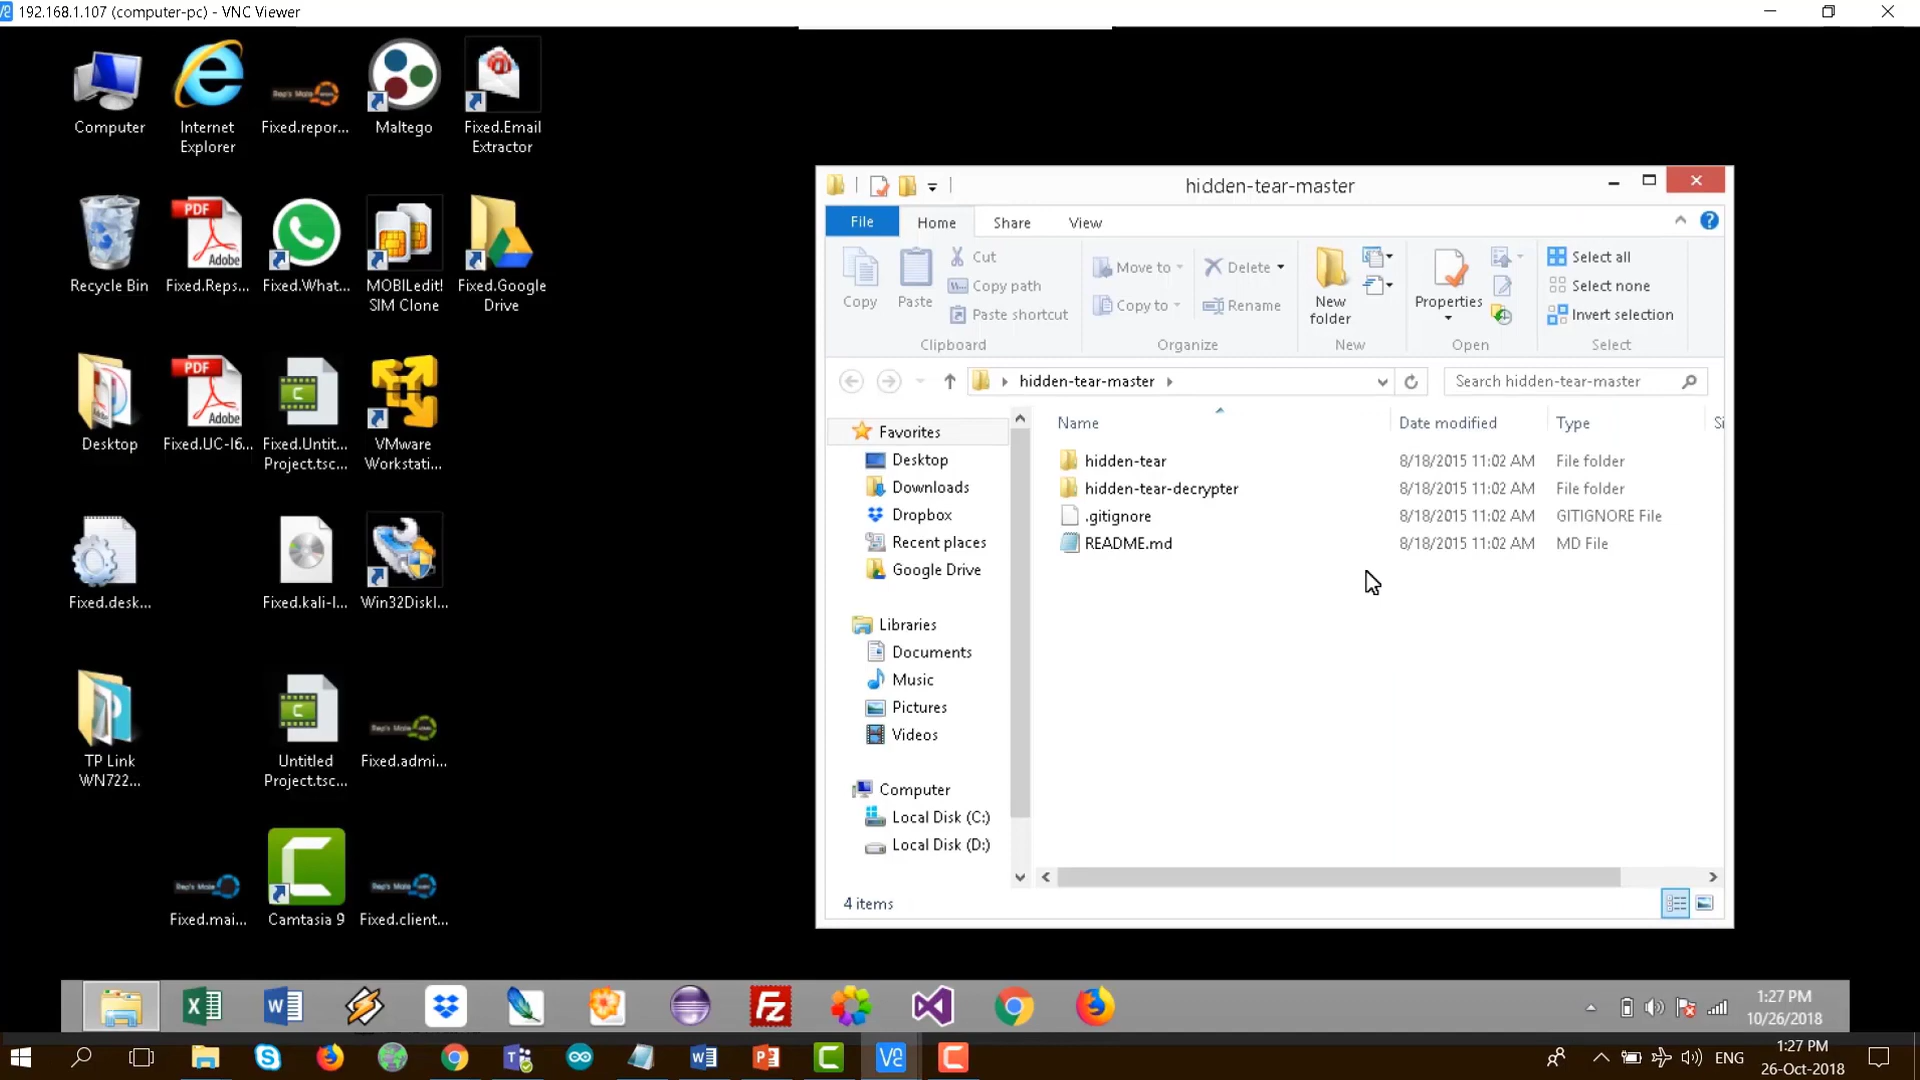 192.168.1.107 (computer-pc) - VNC Viewer
Computer
Internet
Explorer
Fixed.repor...
Maltego
Fixed.Email
Extractor
Recycle Bin
Fixed.Reps...
Fixed.What...
MOBILedit!
SIM Clone
Fixed.Google
Drive
PDF
Adobe
PDF
Adobe
Desktop
Fixed.UC-I6...
Fixed.Untit...
Project.tsc...
VMware
Workstati...
Fixed.desk...
Fixed.kali-l...
Win32DiskI...
TP Link
WN722...
Untitled
Project.tsc...
Fixed.admi...
Fixed.mai...
Camtasia 9
Fixed.client...
hidden-tear-master
File
Home
Share
View
Copy
Paste
Cut
Copy path
Paste shortcut
Clipboard
Move to
Copy to
Delete
Rename
Organize
New
folder
New
Properties
Open
Select all
Select none
Invert selection
Select
hidden-tear-master
Search hidden-tear-master
Name
Date modified
Type
Si
hidden-tear 8/18/2015 11:02 AM File folder
hidden-tear-decrypter 8/18/2015 11:02 AM File folder
.gitignore 8/18/2015 11:02 AM GITIGNORE File
README.md 8/18/2015 11:02 AM MD File
Favorites
Desktop
Downloads
Dropbox
Recent places
Google Drive
Libraries
Documents
Music
Pictures
Videos
Computer
Local Disk (C:)
Local Disk (D:)
4 items
1:27 PM
10/26/2018
ENG
1:27 PM
26-Oct-2018